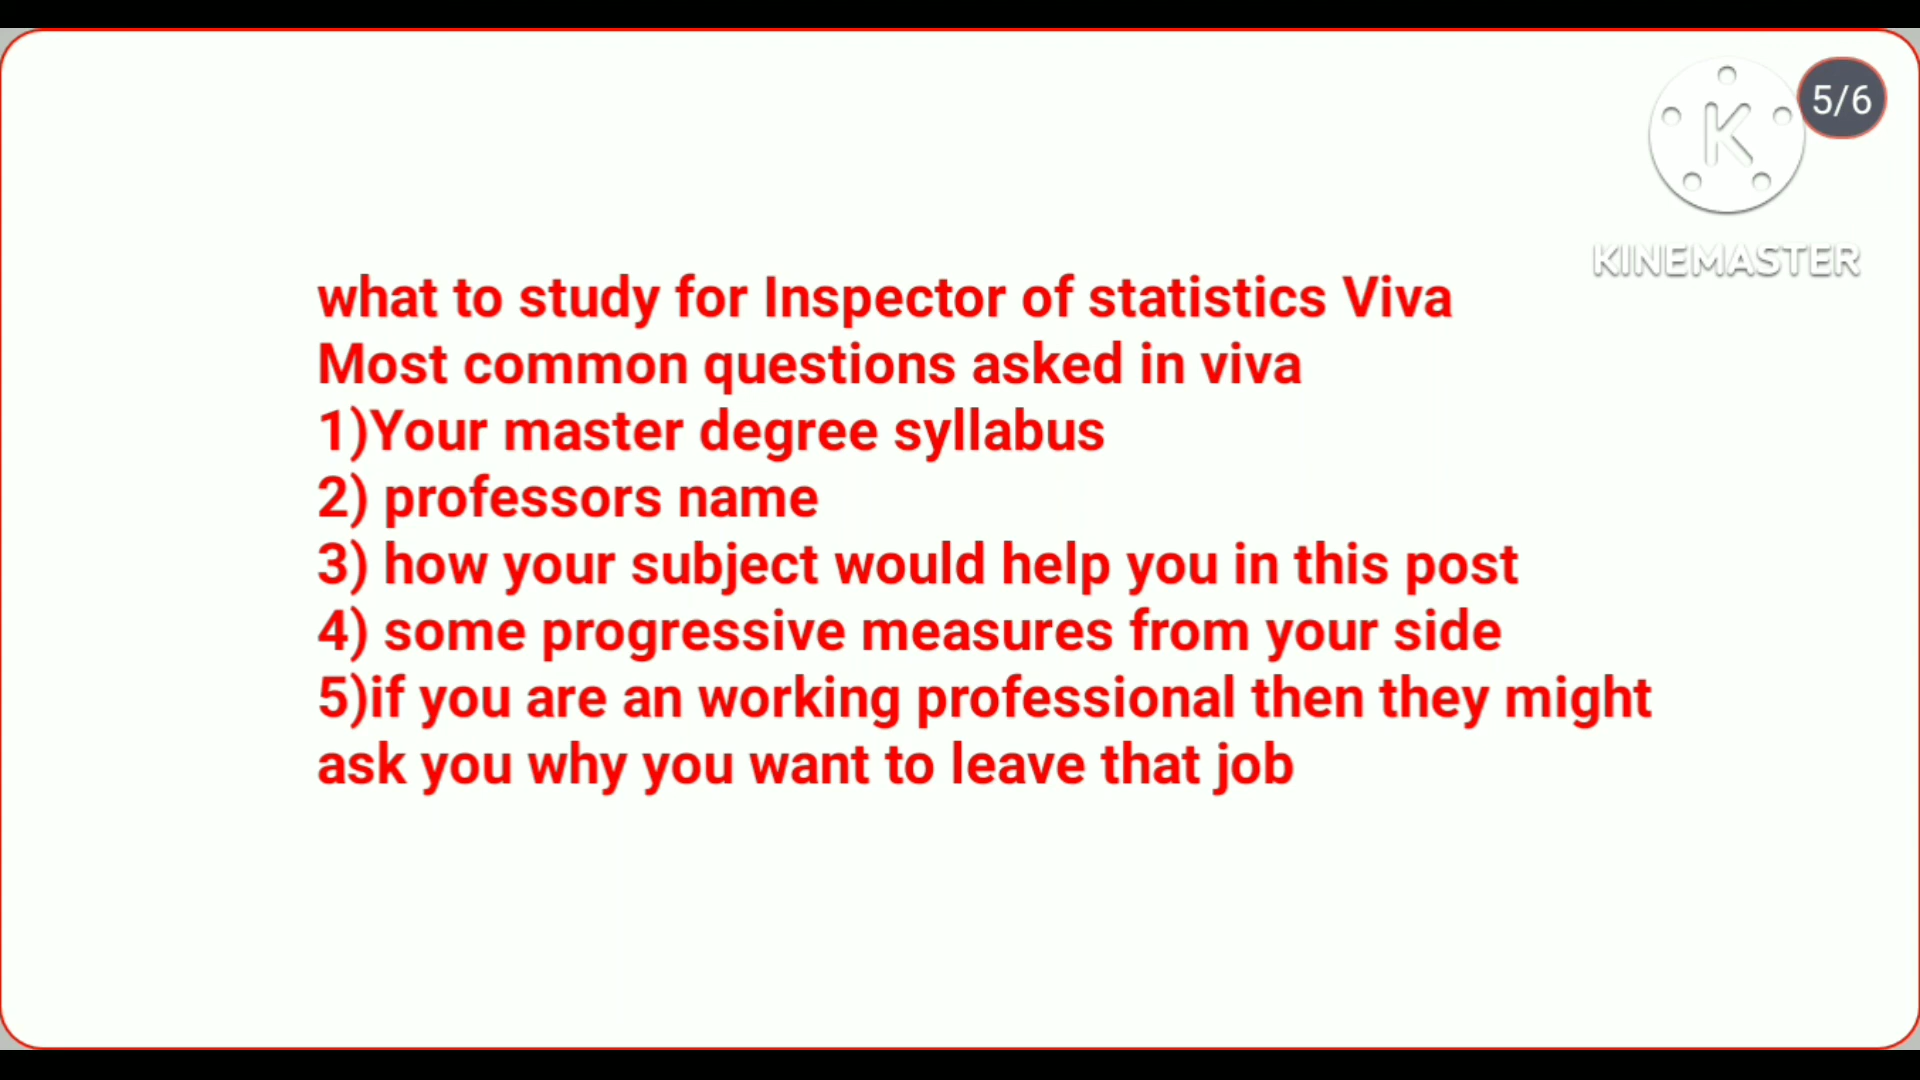 5/6
K
KINEMASTER
what to study for Inspector of statistics Viva
Most common questions asked in viva
1)Your master degree syllabus
2) professors name
3) how your subject would help you in this post
4) some progressive measures from your side
5)if you are an working professional then they might
ask you why you want to leave that job